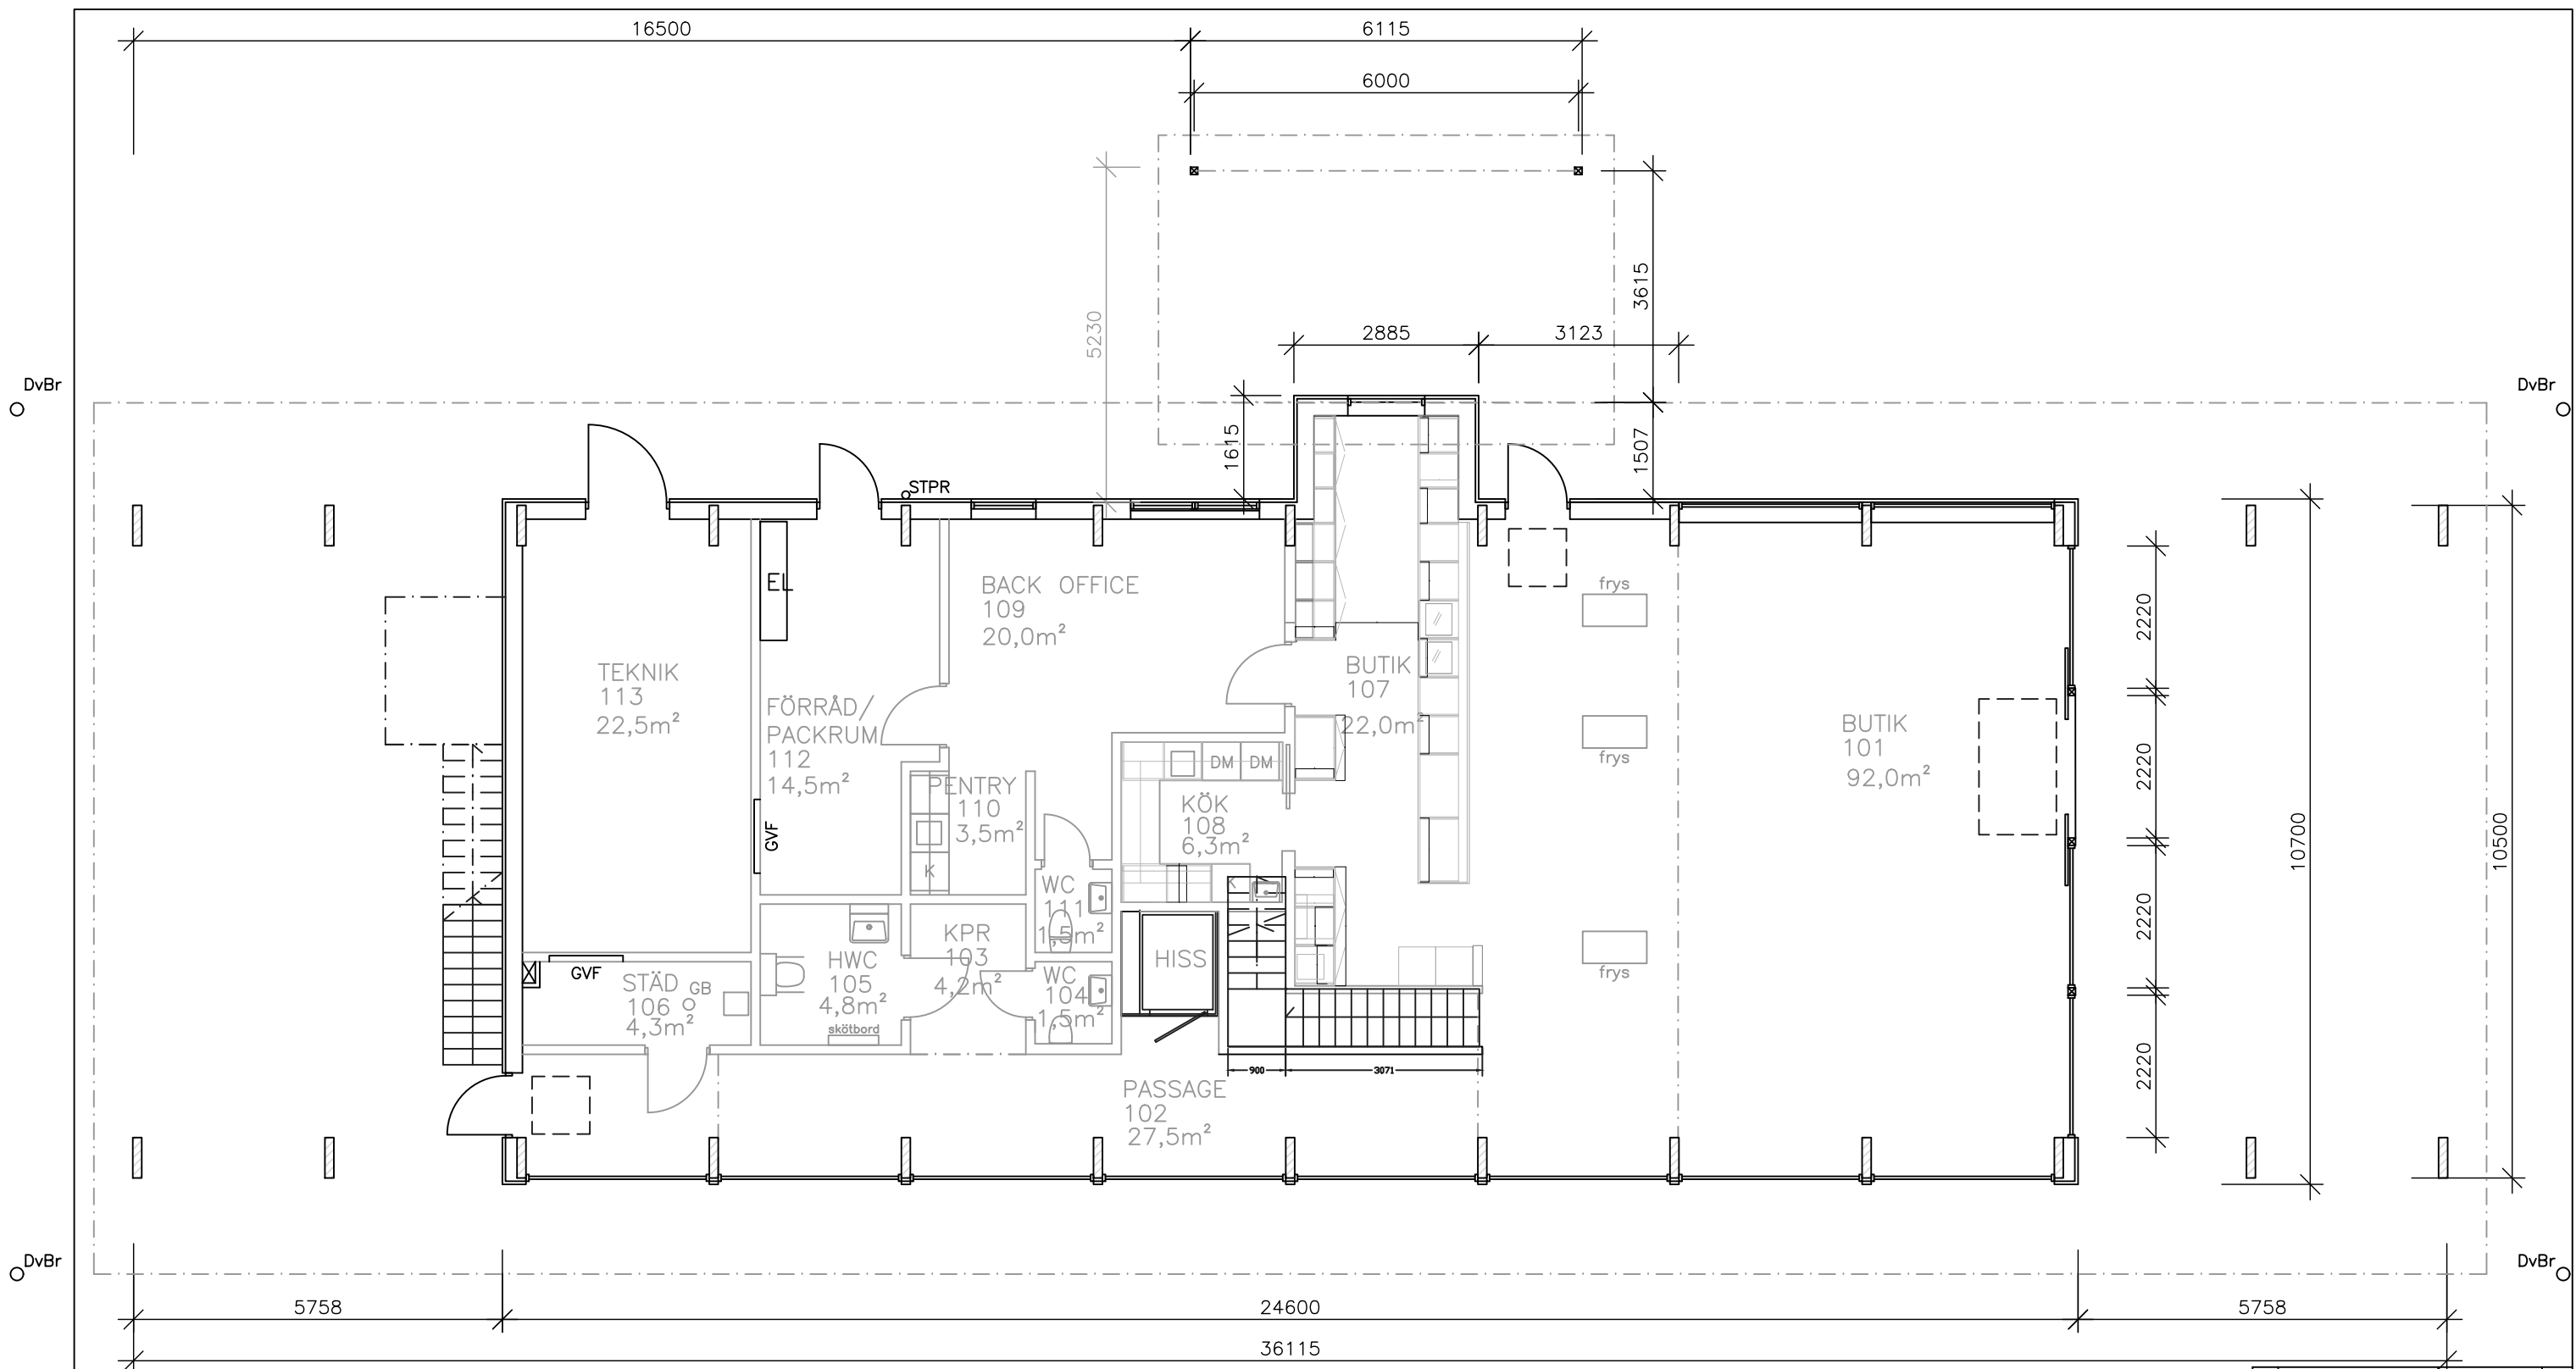 16500
6115
6000
5230
3615
2885
3123
DvBr
DvBr
1615
1507
STPR
EL
BACK OFFICE
109
20,0m²
frys
2220
TEKNIK
113
22,5m²
BUTIK
107
22,0m²
FÖRRÅD/
PACKRUM
112
14,5m²
BUTIK
101
92,0m²
frys
2220
DM
DM
PENTRY
110
3,5m²
KÖK
108
6,3m²
GVF
K
10700
10500
WC
111
1,5m²
K
2220
KPR
103
4,2m²
HWC
105
4,8m²
skötbord
HISS
frys
GVF
STÄD
106
GB
4,3m²
WC
104
1,5m²
2220
900
3071
PASSAGE
102
27,5m²
DvBr
DvBr
5758
24600
5758
36115